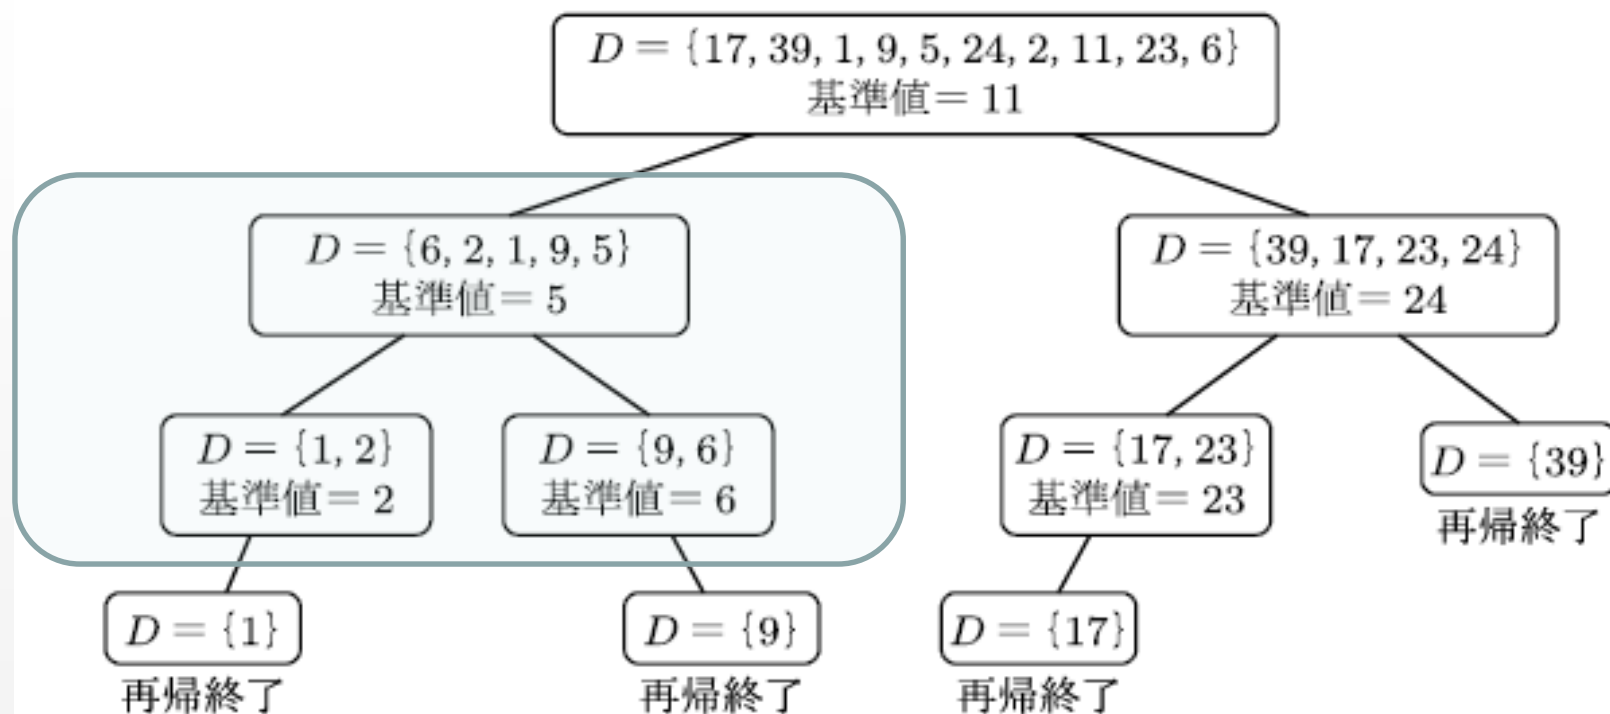 D = {17, 39, 1, 9, 5, 24, 2, 11, 23, 6}
基準値 = 11
D = {6, 2, 1, 9, 5}
基準値 = 5
D = {39, 17, 23, 24}
基準値 = 24
D = {1, 2}
基準値 = 2
D = {9, 6}
基準値 = 6
D = {17, 23}
基準値 = 23
D = {39}
再帰終了
D = {1}
再帰終了
D = {9}
再帰終了
D = {17}
再帰終了